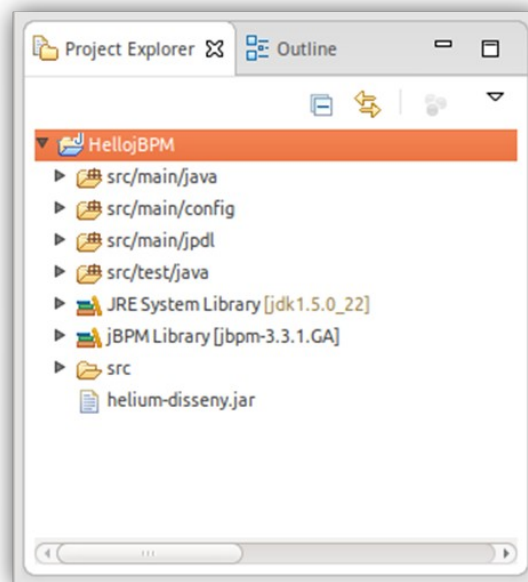 Project Explorer Outline
HellojBPM
src/main/java
src/main/config
src/main/jpdl
src/test/java
JRE System Library [jdk1.5.0_22]
jBPM Library [jbpm-3.3.1.GA]
src
helium-disseny.jar